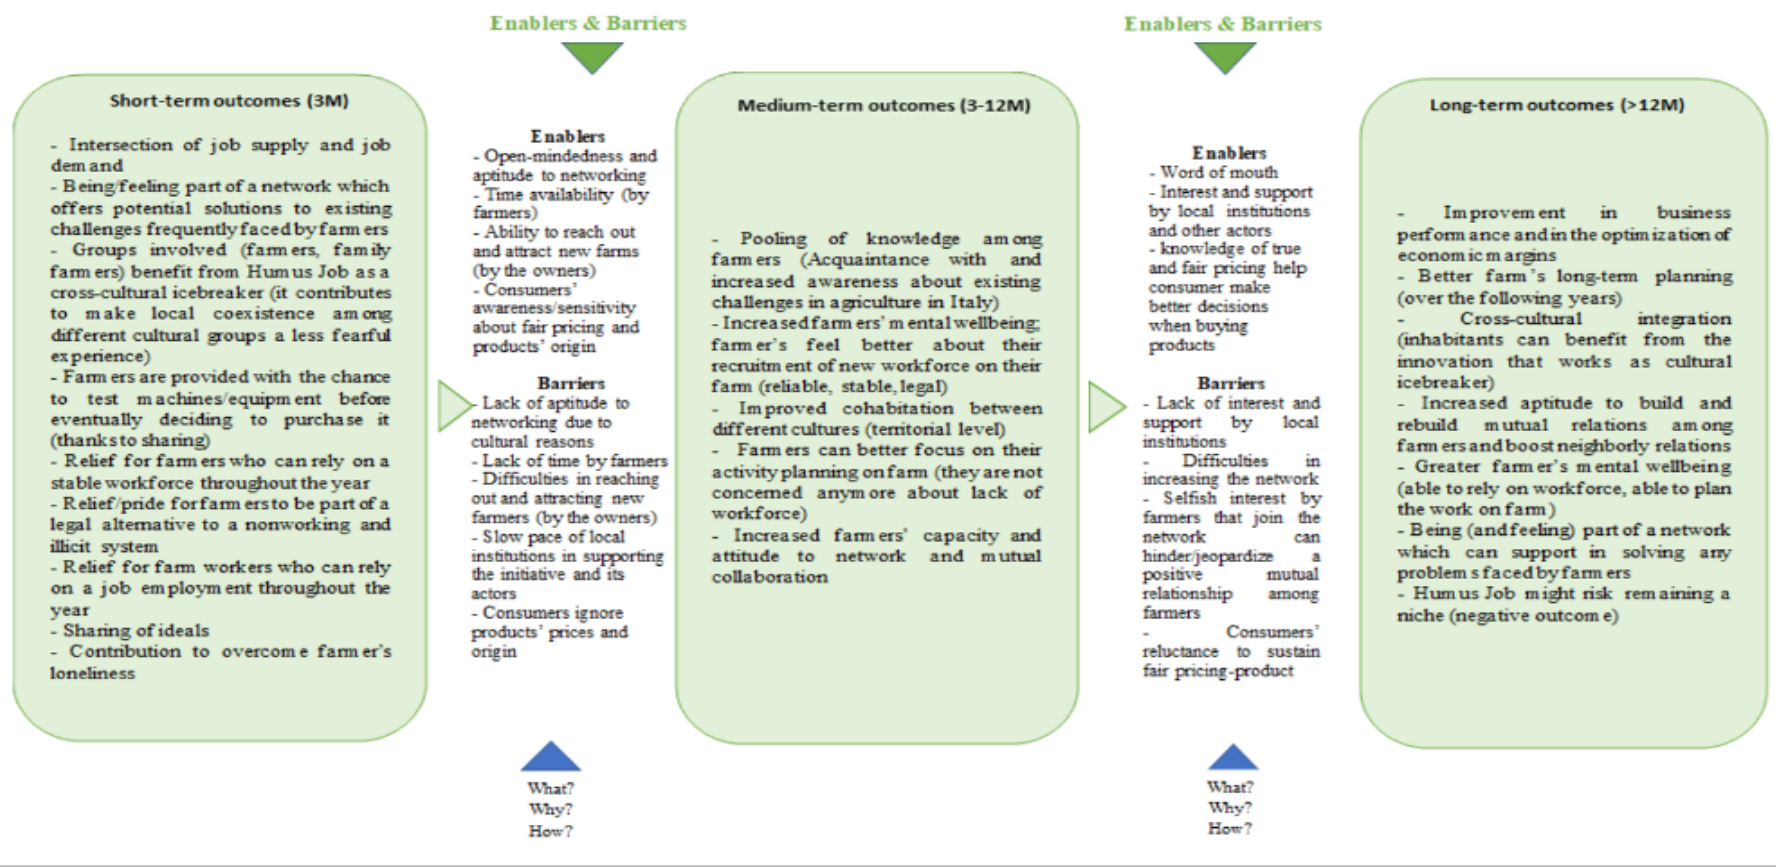 Enablers & Barriers
Enablers & Barriers
Short-term outcomes (3M)
- Intersection of job supply and job
demand
- Being/feeling part of a network which
offers potential solutions to existing
challenges frequently faced by farmers
- Groups involved (farmers, family
farmers) benefit from Humus Job as a
cross-cultural icebreaker (it contributes
to make local coexistence among
different cultural groups a less fearful
experience)
- Farmers are provided with the chance
to test machines/equipment before
eventually deciding to purchase it
(thanks to sharing)
- Relief for farmers who can rely on a
stable workforce throughout the year
- Relief/pride for farmers to be part of a
legal alternative to a nonworking and
illicit system
- Relief for farm workers who can rely
on a job employment throughout the
year
- Sharing of ideals
- Contribution to overcome farmer's
loneliness
Enablers
- Open-mindedness and
aptitude to networking
- Time availability (by
farmers)
- Ability to reach out
and attract new farms
(by the owners)
- Consumers'
awareness/sensitivity
about fair pricing and
products' origin
Barriers
- Lack of aptitude to
networking due to
cultural reasons
- Lack of time by farmers
- Difficulties in reaching
out and attracting new
farmers (by the owners)
- Slow pace of local
institutions in supporting
the initiative and its
actors
- Consumers ignore
products' prices and
origin
What?
Why?
How?
Medium-term outcomes (3-12M)
- Pooling of knowledge among
farmers (Acquaintance with and
increased awareness about existing
challenges in agriculture in Italy)
- Increased farmers' mental wellbeing;
farmer's feel better about their
recruitment of new workforce on their
farm (reliable, stable, legal)
- Improved cohabitation between
different cultures (territorial level)
- Farmers can better focus on their
activity planning on farm (they are not
concerned anymore about lack of
workforce)
- Increased farmers' capacity and
attitude to network and mutual
collaboration
Enablers
- Word of mouth
- Interest and support
by local institutions
and other actors
- knowledge of true
and fair pricing help
consumer make
better decisions
when buying
products
Barriers
- Lack of interest and
support by local
institutions
- Difficulties in
increasing the network
- Selfish interest by
farmers that join the
network can
hinder/jeopardize a
positive mutual
relationship among
farmers
- Consumers'
reluctance to sustain
fair pricing-product
What?
Why?
How?
Long-term outcomes (>12M)
- Improvement in business
performance and in the optimization of
economic margins
- Better farm's long-term planning
(over the following years)
- Cross-cultural integration
(inhabitants can benefit from the
innovation that works as cultural
icebreaker)
- Increased aptitude to build and
rebuild mutual relations among
farmers and boost neighborly relations
- Greater farmer's mental wellbeing
(able to rely on workforce, able to plan
the work on farm)
- Being (and feeling) part of a network
which can support in solving any
problems faced by farmers
- Humus Job might risk remaining a
niche (negative outcome)